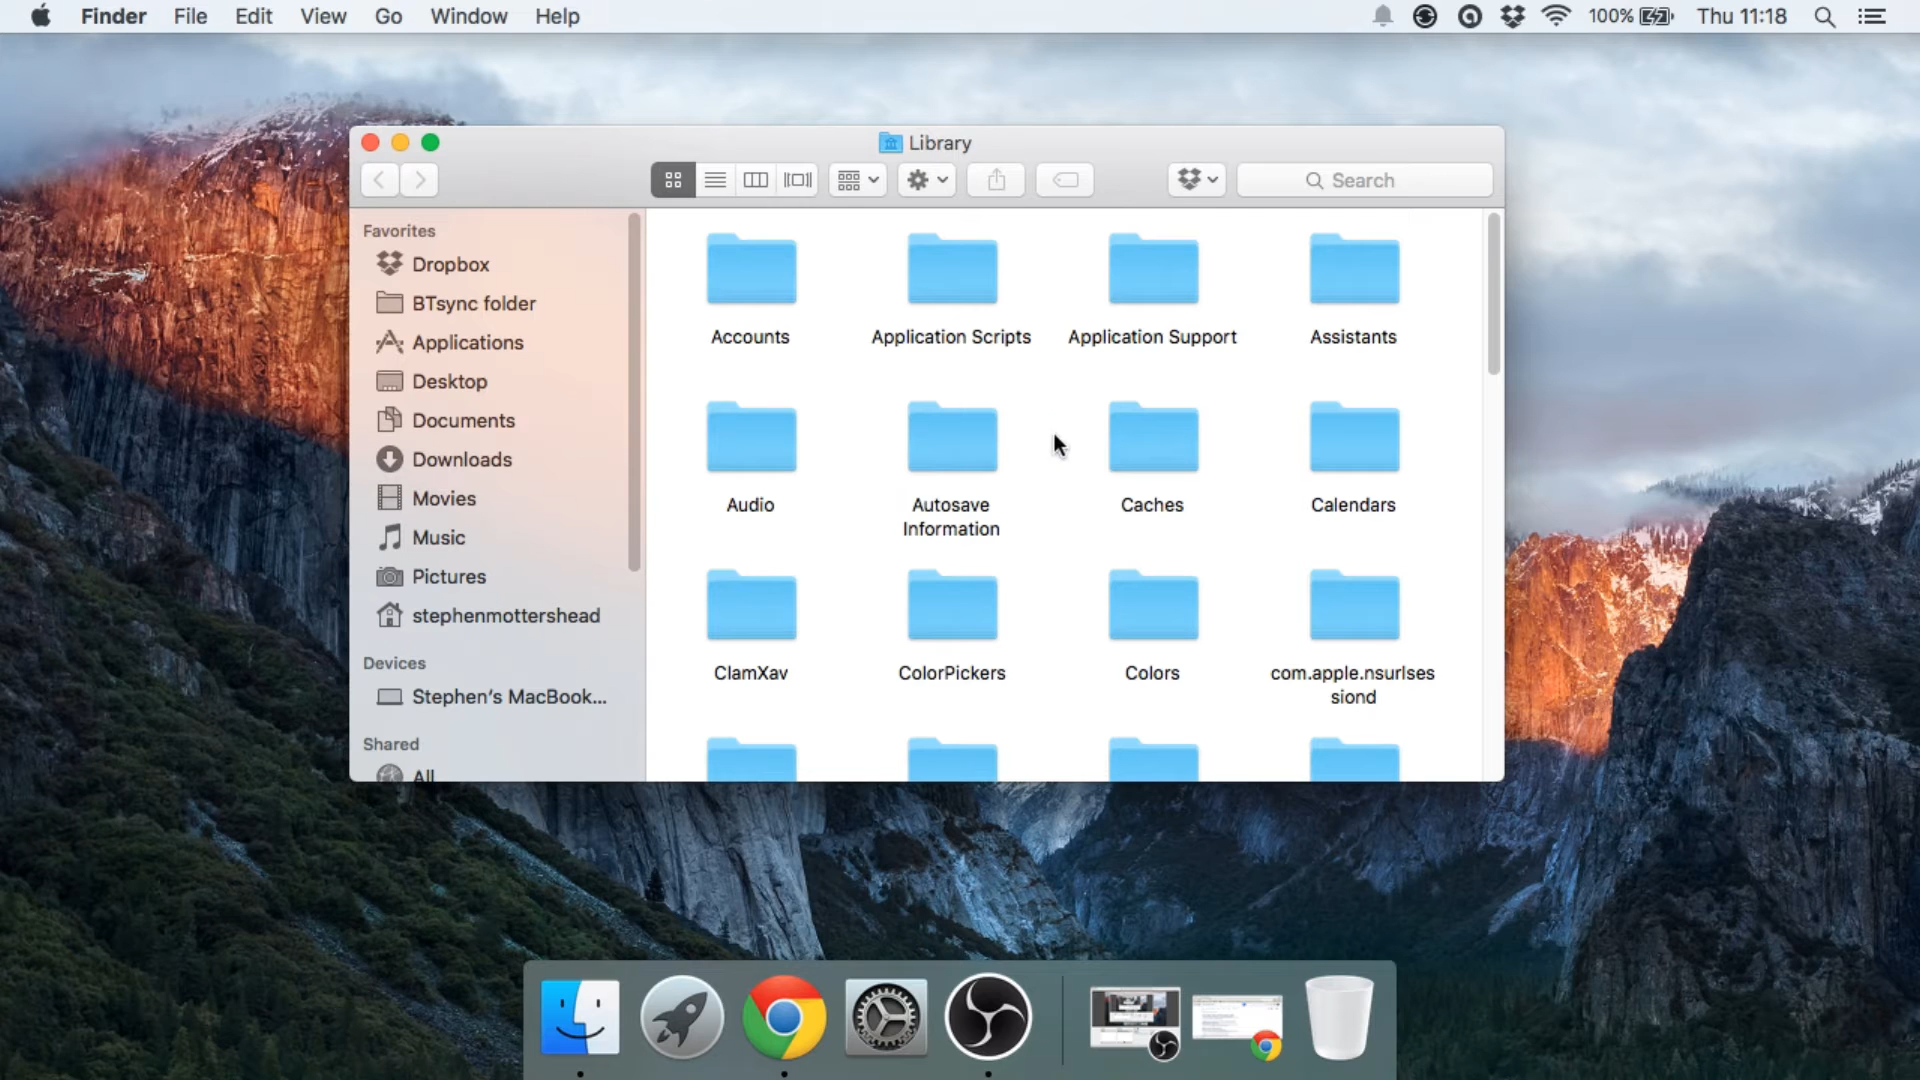 Finder File Edit View Go Window Help 100% Thu 11:18
Library
Search
Favorites
Dropbox
BTsync folder
Applications
Desktop
Documents
Downloads
Movies
Music
Pictures
stephenmottershead
Devices
Stephen's MacBook...
Shared
All
Accounts
Application Scripts
Application Support
Assistants
Audio
Autosave
Information
Caches
Calendars
ClamXav
ColorPickers
Colors
com.apple.nsurlses
siond